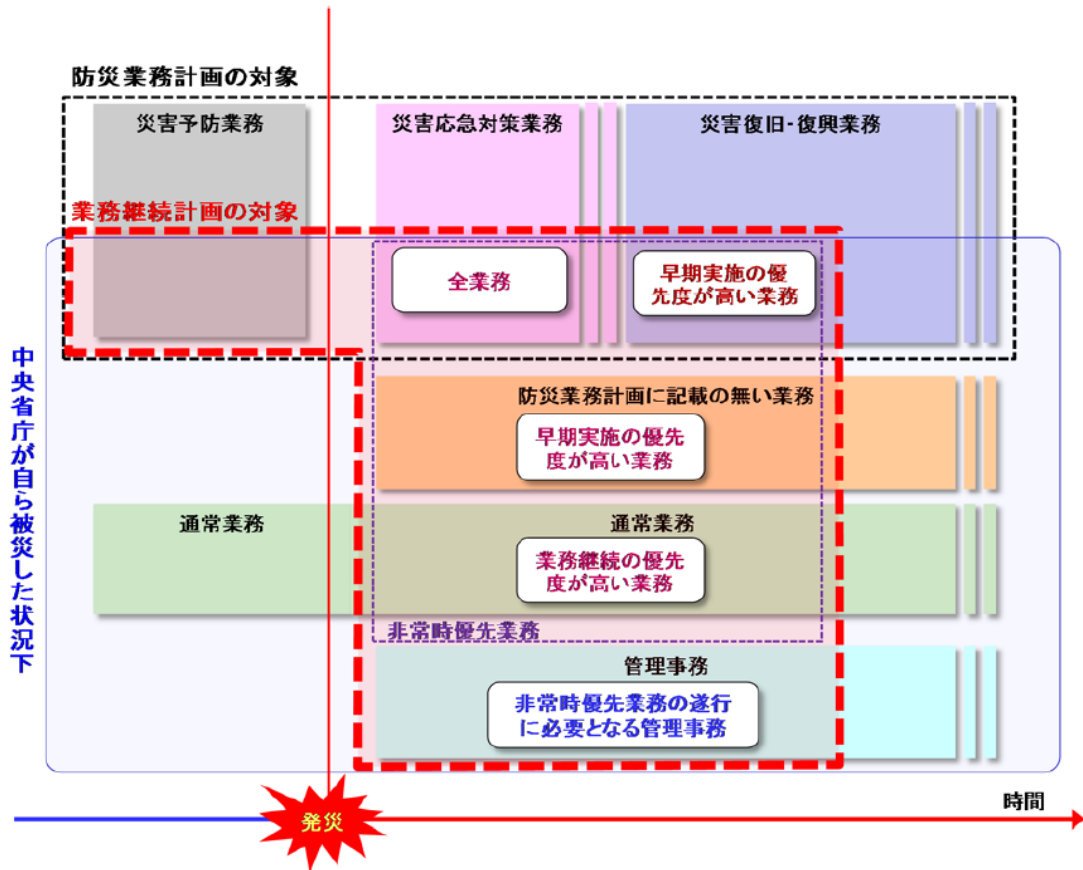 防災業務計画の対象
災害予防業務
災害応急対策業務
災害復旧・復興業務
業務継続計画の対象
全業務
早期実施の優
先度が高い業務
中央省庁が自ら被災した状況下
防災業務計画に記載の無い業務
早期実施の優先
度が高い業務
通常業務
通常業務
業務継続の優先
度が高い業務
非常時優先業務
管理事務
非常時優先業務の遂行
に必要となる管理事務
時間
発災